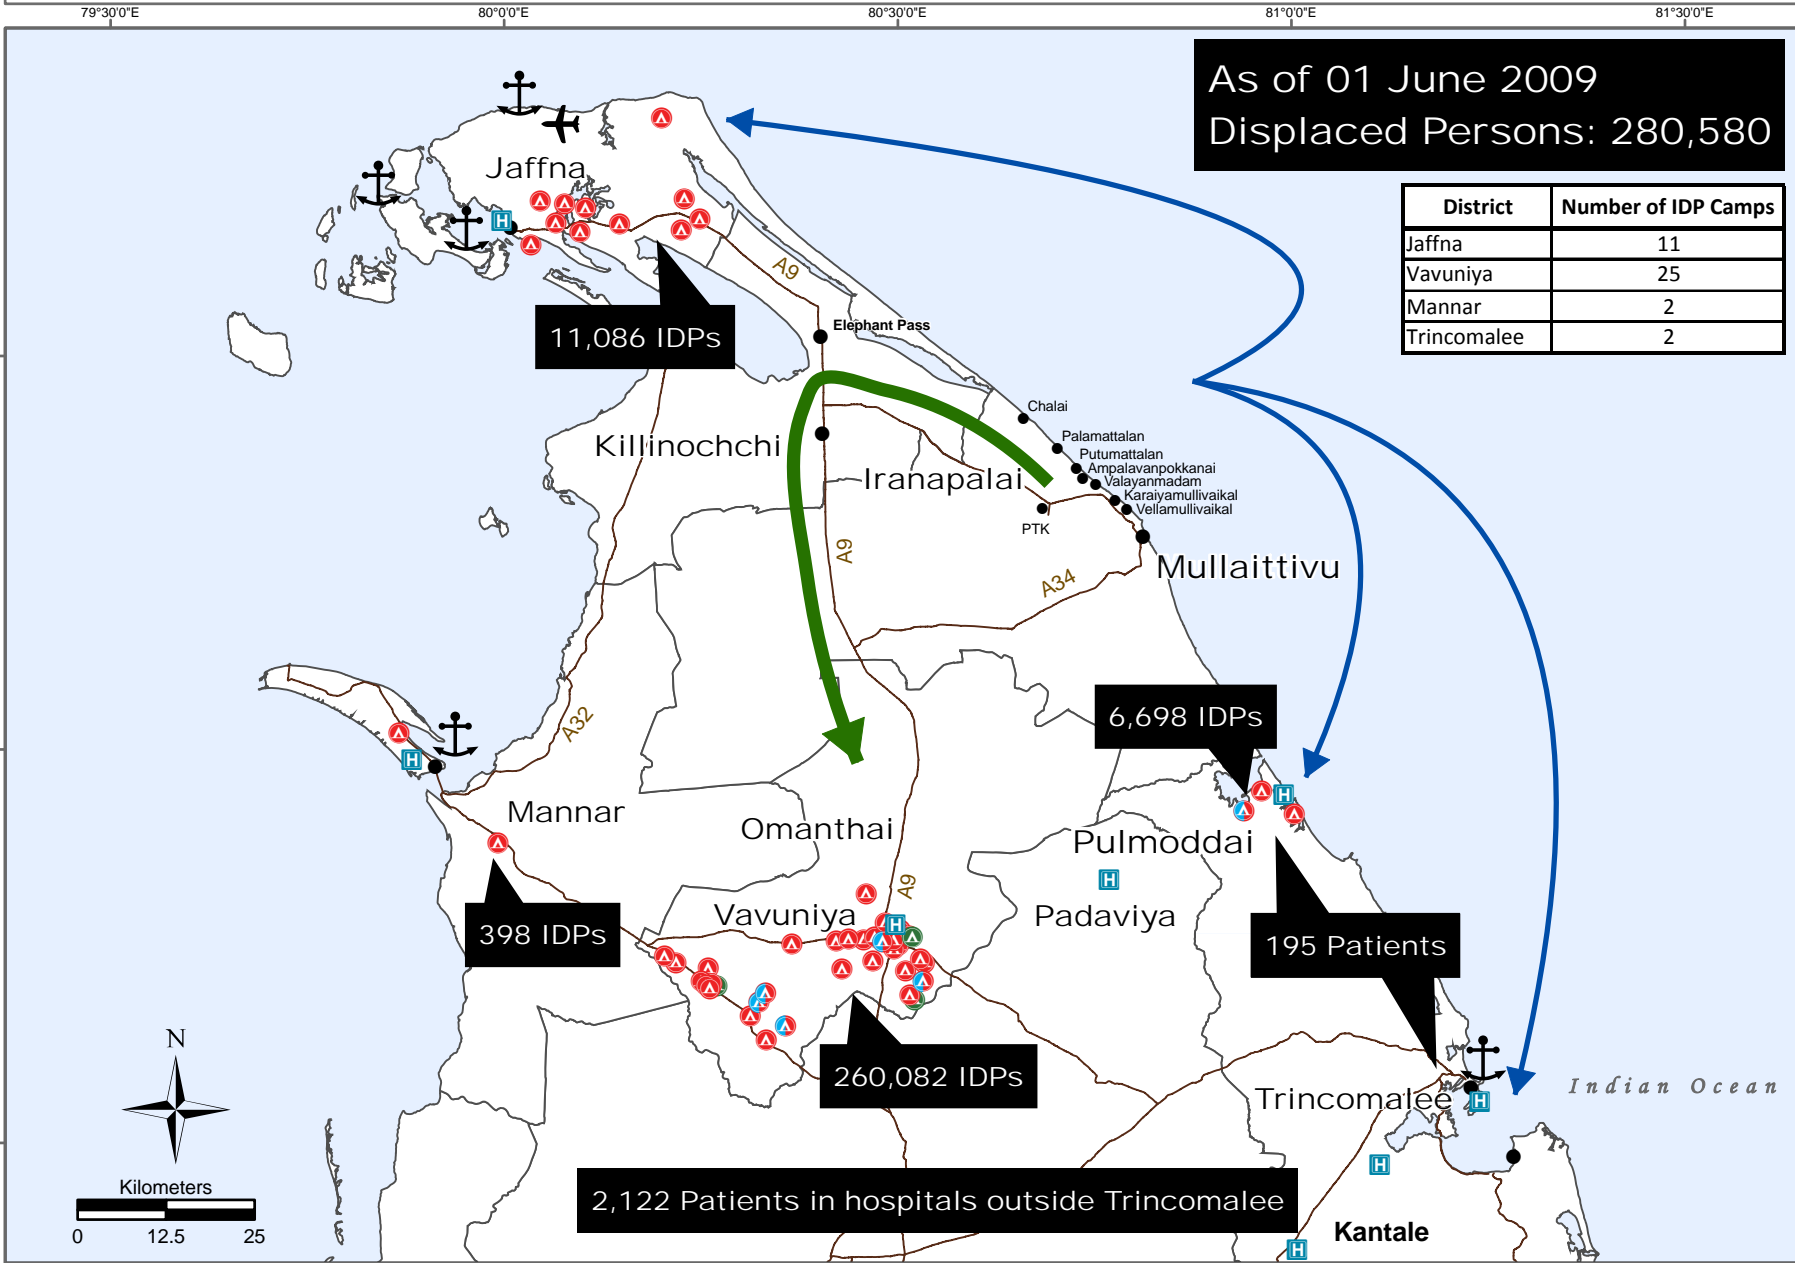 79°30'0"E
80°0'0"E
80°30'0"E
81°0'0"E
81°30'0"E
As of 01 June 2009
Displaced Persons: 280,580
District Number of IDP Camps
Jaffna 11
Vavuniya 25
Mannar 2
Trincomalee 2
Jaffna
H
A9
11,086 IDPs
Elephant Pass
Chalai
Killinochchi
Palamattalan
Putumattalan
Iranapalai
Ampalavanpokkanai
Valayanmadam
Karaiyamullivaikal
Vellamullivaikal
PTK
A9
Mullaittivu
A34
A32
6,698 IDPs
H
H
Mannar
Omanthai
Pulmoddai
H
A9
Vavuniya
H
Padaviya
398 IDPs
195 Patients
N
260,082 IDPs
Trincomalee
H
Indian Ocean
H
Kilometers
0 12.5 25
2,122 Patients in hospitals outside Trincomalee
Kantale
H